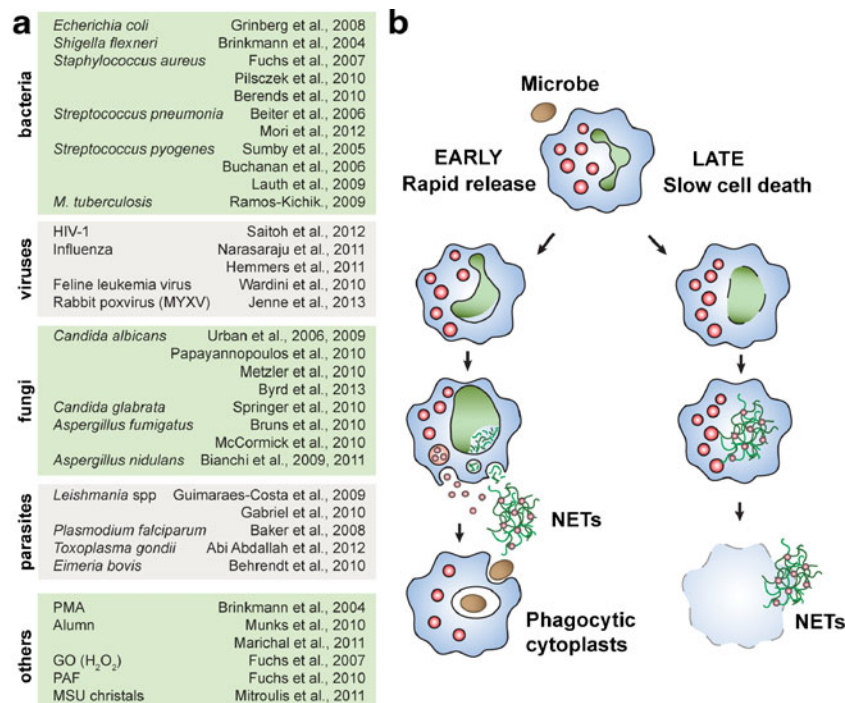 a
bacteria
Echerichia coli Grinberg et al., 2008
Shigella flexneri Brinkmann et al., 2004
Staphylococcus aureus Fuchs et al., 2007
Pilsczek et al., 2010
Berends et al., 2010
Streptococcus pneumonia Beiter et al., 2006
Mori et al., 2012
Streptococcus pyogenes Sumby et al., 2005
Buchanan et al., 2006
Lauth et al., 2009
M. tuberculosis Ramos-Kichik., 2009
viruses
HIV-1 Saitoh et al., 2012
Influenza Narasaraju et al., 2011
Hemmers et al., 2011
Feline leukemia virus Wardini et al., 2010
Rabbit poxvirus (MYXV) Jenne et al., 2013
fungi
Candida albicans Urban et al., 2006, 2009
Papayannopoulos et al., 2010
Metzler et al., 2010
Byrd et al., 2013
Candida glabrata Springer et al., 2010
Aspergillus fumigatus Bruns et al., 2010
McCormick et al., 2010
Aspergillus nidulans Bianchi et al., 2009, 2011
parasites
Leishmania spp Guimaraes-Costa et al., 2009
Gabriel et al., 2010
Plasmodium falciparum Baker et al., 2008
Toxoplasma gondii Abi Abdallah et al., 2012
Eimeria bovis Behrendt et al., 2010
others
PMA Brinkmann et al., 2004
Alumn Munks et al., 2010
Marichal et al., 2011
GO (H₂O₂) Fuchs et al., 2007
PAF Fuchs et al., 2010
MSU christals Mitroulis et al., 2011
b
Microbe
EARLY
Rapid release
LATE
Slow cell death
NETs
Phagocytic
cytoplasts
NETs